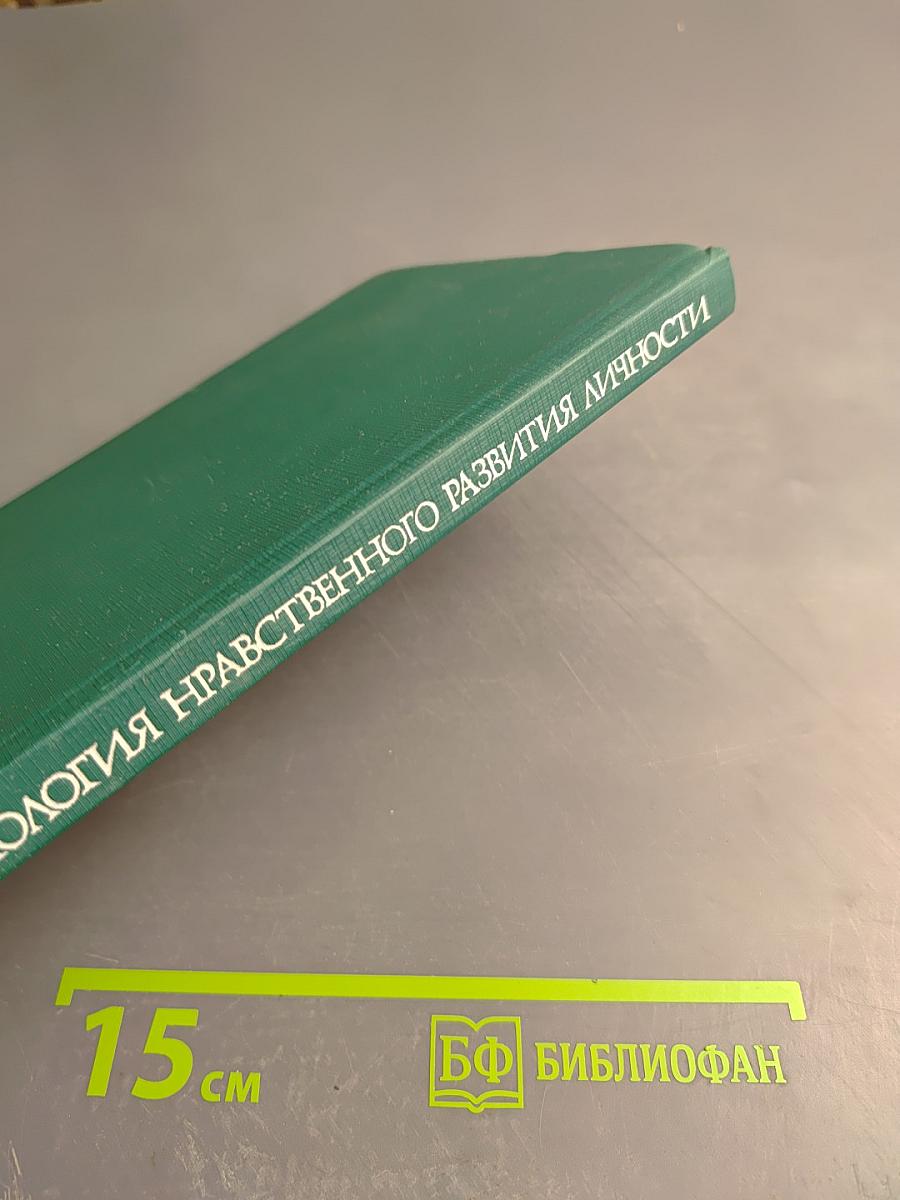 ОЛОГИЯ НРАВСТВЕННОГО РАЗВИТИЯ ЛИЧНОСТИ
15 см
БФ БИБЛИОФАН